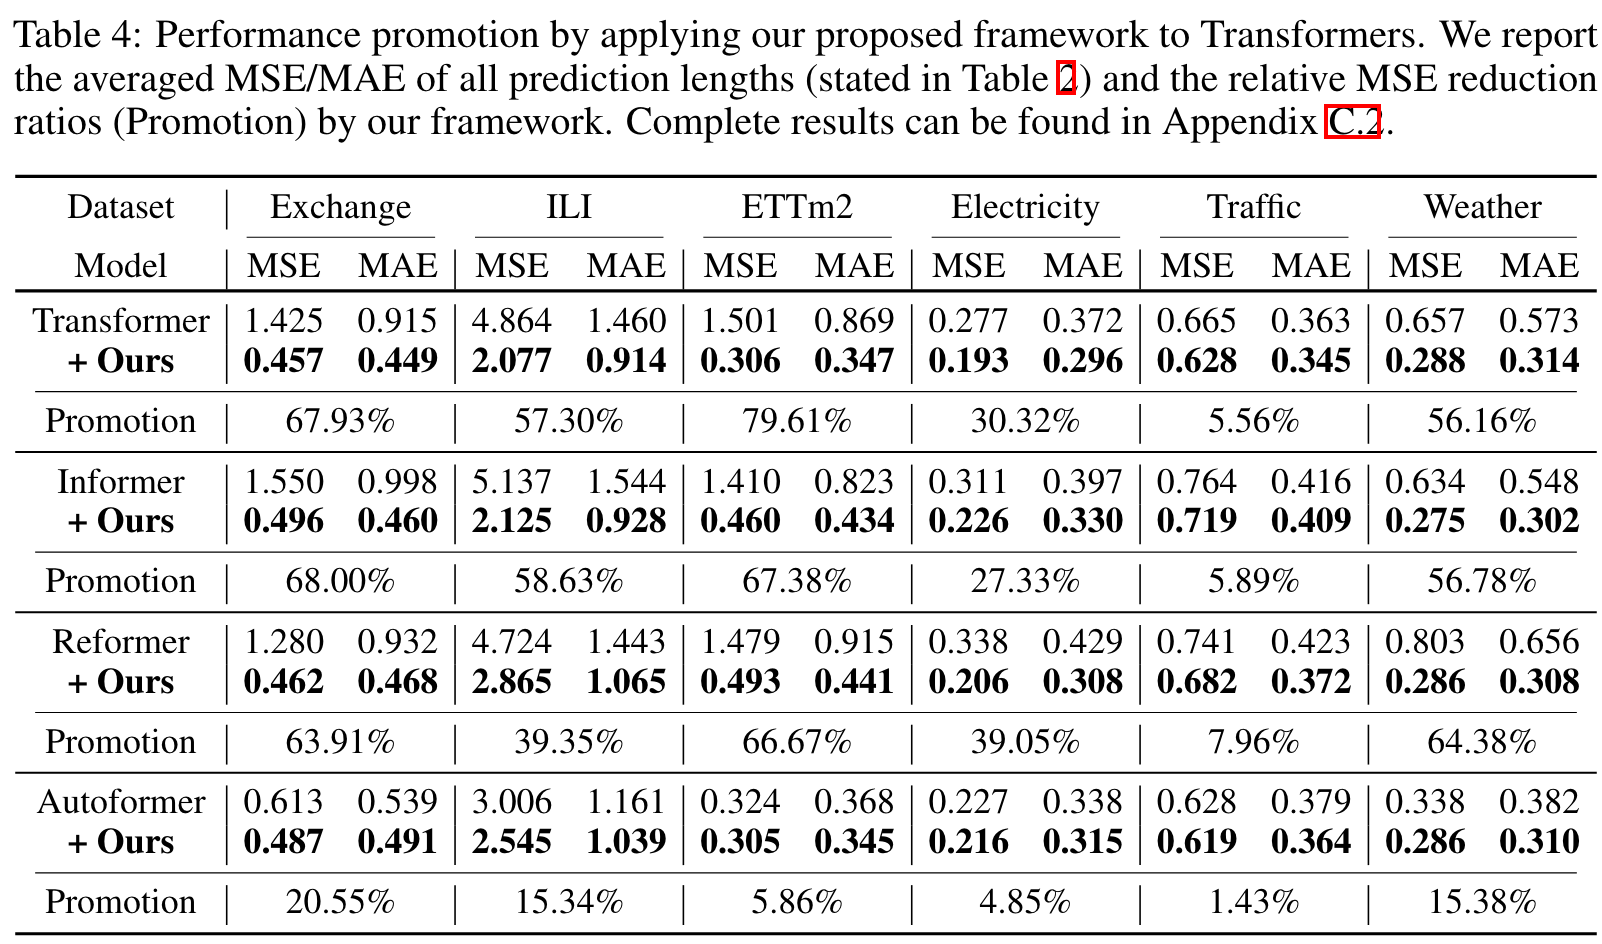 Table 4: Performance promotion by applying our proposed framework to Transformers. We report
the averaged MSE/MAE of all prediction lengths (stated in Table 2) and the relative MSE reduction
ratios (Promotion) by our framework. Complete results can be found in Appendix C.2.
Dataset Exchange ILI ETTm2 Electricity Traffic Weather
Model MSE MAE MSE MAE MSE MAE MSE MAE MSE MAE MSE MAE
Transformer 1.425 0.915 4.864 1.460 1.501 0.869 0.277 0.372 0.665 0.363 0.657 0.573
+ Ours 0.457 0.449 2.077 0.914 0.306 0.347 0.193 0.296 0.628 0.345 0.288 0.314
Promotion 67.93% 57.30% 79.61% 30.32% 5.56% 56.16%
Informer 1.550 0.998 5.137 1.544 1.410 0.823 0.311 0.397 0.764 0.416 0.634 0.548
+ Ours 0.496 0.460 2.125 0.928 0.460 0.434 0.226 0.330 0.719 0.409 0.275 0.302
Promotion 68.00% 58.63% 67.38% 27.33% 5.89% 56.78%
Reformer 1.280 0.932 4.724 1.443 1.479 0.915 0.338 0.429 0.741 0.423 0.803 0.656
+ Ours 0.462 0.468 2.865 1.065 0.493 0.441 0.206 0.308 0.682 0.372 0.286 0.308
Promotion 63.91% 39.35% 66.67% 39.05% 7.96% 64.38%
Autoformer 0.613 0.539 3.006 1.161 0.324 0.368 0.227 0.338 0.628 0.379 0.338 0.382
+ Ours 0.487 0.491 2.545 1.039 0.305 0.345 0.216 0.315 0.619 0.364 0.286 0.310
Promotion 20.55% 15.34% 5.86% 4.85% 1.43% 15.38%